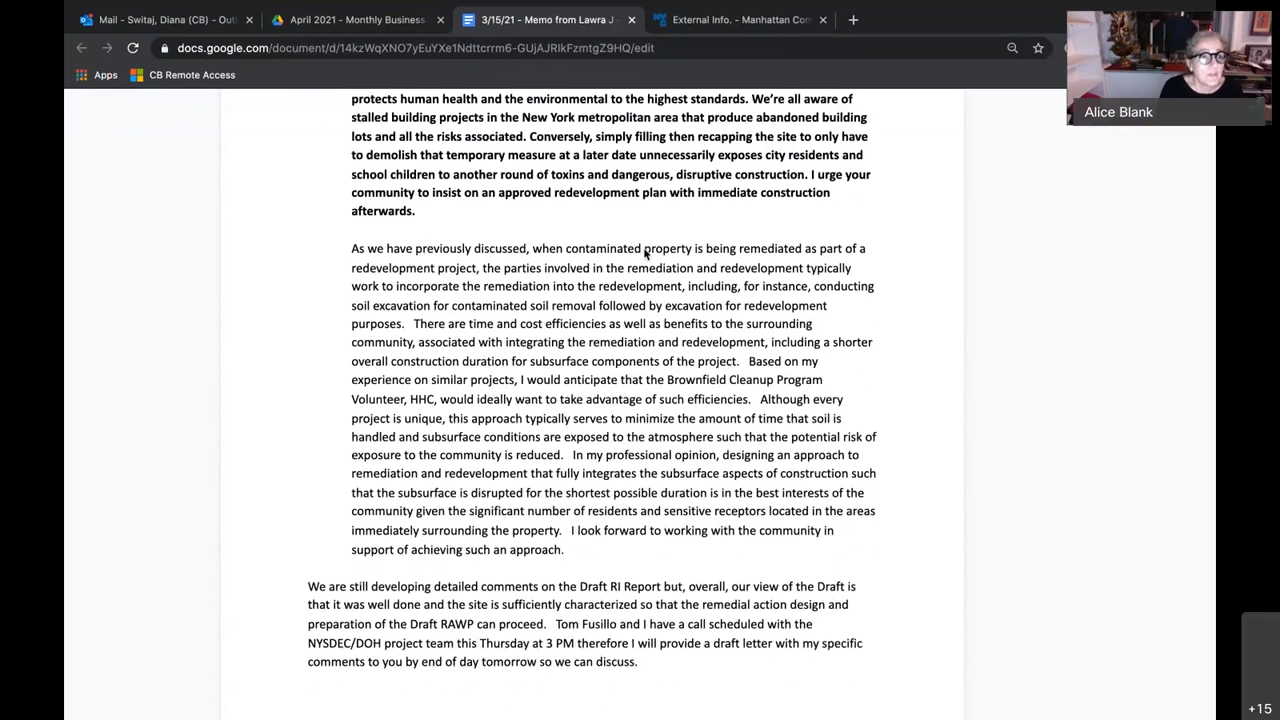 Mail - Switaj, Diana (CB) - Outl
April 2021 - Monthly Business
3/15/21 - Memo from Lawra J
External Info. - Manhattan Com
docs.google.com/document/d/14kzWqXNO7yEuYXe1Ndttcrrm6-GUjAJRIkFzmtgZ9HQ/edit
Apps
CB Remote Access
Alice Blank
protects human health and the environmental to the highest standards. We're all aware of
stalled building projects in the New York metropolitan area that produce abandoned building
lots and all the risks associated. Conversely, simply filling then recapping the site to only have
to demolish that temporary measure at a later date unnecessarily exposes city residents and
school children to another round of toxins and dangerous, disruptive construction. I urge your
community to insist on an approved redevelopment plan with immediate construction
afterwards.
As we have previously discussed, when contaminated property is being remediated as part of a
redevelopment project, the parties involved in the remediation and redevelopment typically
work to incorporate the remediation into the redevelopment, including, for instance, conducting
soil excavation for contaminated soil removal followed by excavation for redevelopment
purposes. There are time and cost efficiencies as well as benefits to the surrounding
community, associated with integrating the remediation and redevelopment, including a shorter
overall construction duration for subsurface components of the project. Based on my
experience on similar projects, I would anticipate that the Brownfield Cleanup Program
Volunteer, HHC, would ideally want to take advantage of such efficiencies. Although every
project is unique, this approach typically serves to minimize the amount of time that soil is
handled and subsurface conditions are exposed to the atmosphere such that the potential risk of
exposure to the community is reduced. In my professional opinion, designing an approach to
remediation and redevelopment that fully integrates the subsurface aspects of construction such
that the subsurface is disrupted for the shortest possible duration is in the best interests of the
community given the significant number of residents and sensitive receptors located in the areas
immediately surrounding the property. I look forward to working with the community in
support of achieving such an approach.
We are still developing detailed comments on the Draft RI Report but, overall, our view of the Draft is
that it was well done and the site is sufficiently characterized so that the remedial action design and
preparation of the Draft RAWP can proceed. Tom Fusillo and I have a call scheduled with the
NYSDEC/DOH project team this Thursday at 3 PM therefore I will provide a draft letter with my specific
comments to you by end of day tomorrow so we can discuss.
+15